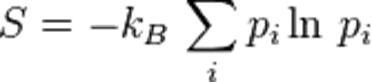 S = −k_B ∑_i p_i ln p_i